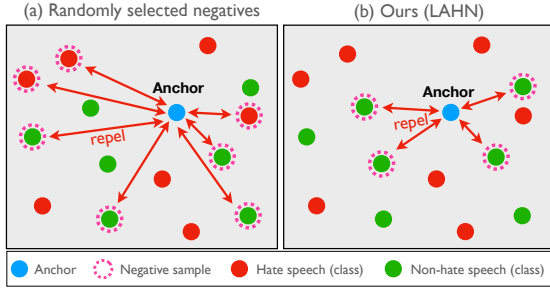 (a) Randomly selected negatives
(b) Ours (LAHN)
Anchor
repel
Anchor
repel
Anchor
Negative sample
Hate speech (class)
Non-hate speech (class)